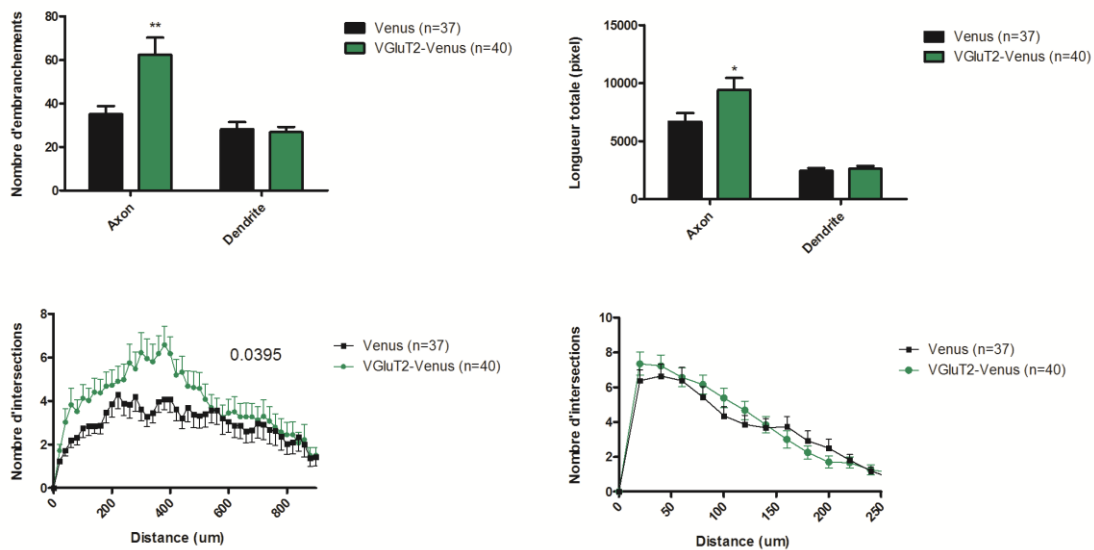 Nombre d'embranchements
80
60
40
20
0
**
Axon
Dendrite
Venus (n=37)
VGluT2-Venus (n=40)
Longueur totale (pixel)
15000
10000
5000
0
*
Axon
Dendrite
Venus (n=37)
VGluT2-Venus (n=40)
Nombre d'intersections
8
6
4
2
0
0.0395
0
200
400
600
800
Distance (um)
Venus (n=37)
VGluT2-Venus (n=40)
Nombre d'intersections
10
8
6
4
2
0
0
50
100
150
200
250
Distance (um)
Venus (n=37)
VGluT2-Venus (n=40)